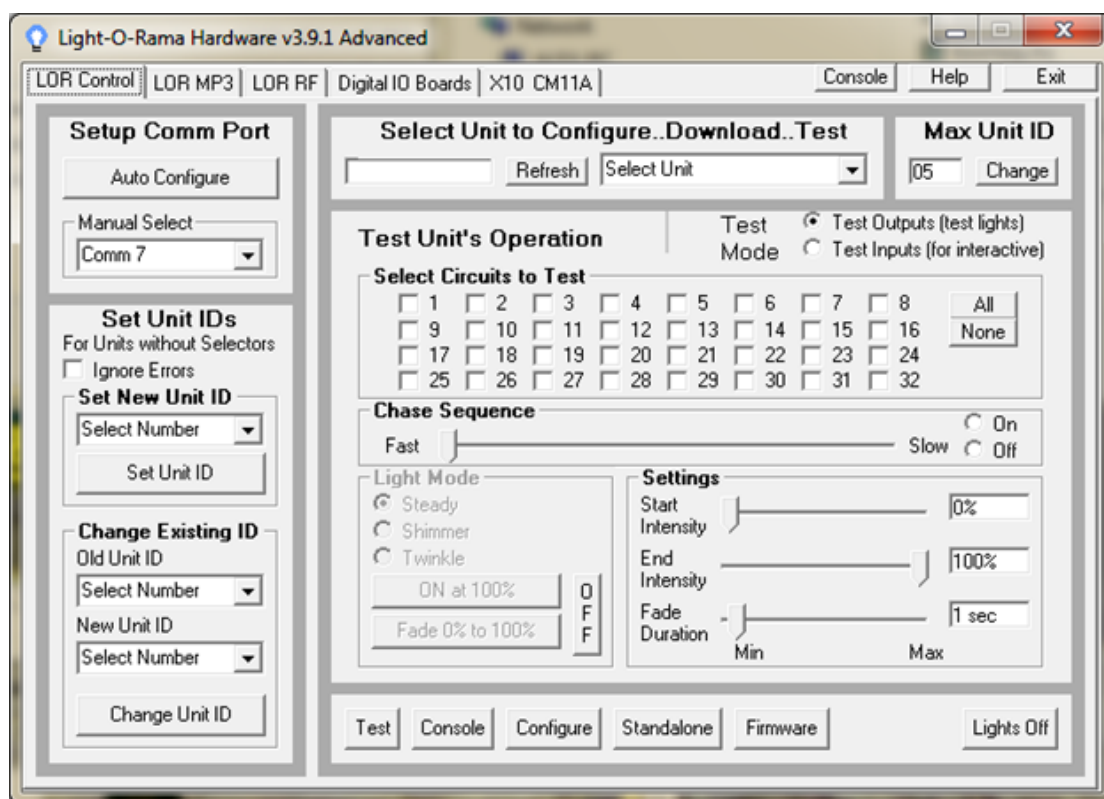 Light-O-Rama Hardware v3.9.1 Advanced
LOR Control LOR MP3 LOR RF Digital IO Boards X10 CM11A Console Help Exit
Setup Comm Port
Auto Configure
Manual Select
Comm 7
Set Unit IDs
For Units without Selectors
Ignore Errors
Set New Unit ID
Select Number
Set Unit ID
Change Existing ID
Old Unit ID
Select Number
New Unit ID
Select Number
Change Unit ID
Select Unit to Configure..Download..Test
Refresh Select Unit
Max Unit ID
05 Change
Test Unit's Operation
Test Mode
Test Outputs (test lights)
Test Inputs (for interactive)
Select Circuits to Test
1 2 3 4 5 6 7 8 All
9 10 11 12 13 14 15 16 None
17 18 19 20 21 22 23 24
25 26 27 28 29 30 31 32
Chase Sequence
Fast Slow
On
Off
Light Mode
Steady
Shimmer
Twinkle
ON at 100%
Fade 0% to 100%
OFF
Settings
Start Intensity 0%
End Intensity 100%
Fade Duration 1 sec
Min Max
Test Console Configure Standalone Firmware Lights Off